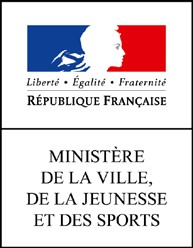 Liberté • Égalité • Fraternité
RÉPUBLIQUE FRANÇAISE
MINISTÈRE
DE LA VILLE,
DE LA JEUNESSE
ET DES SPORTS